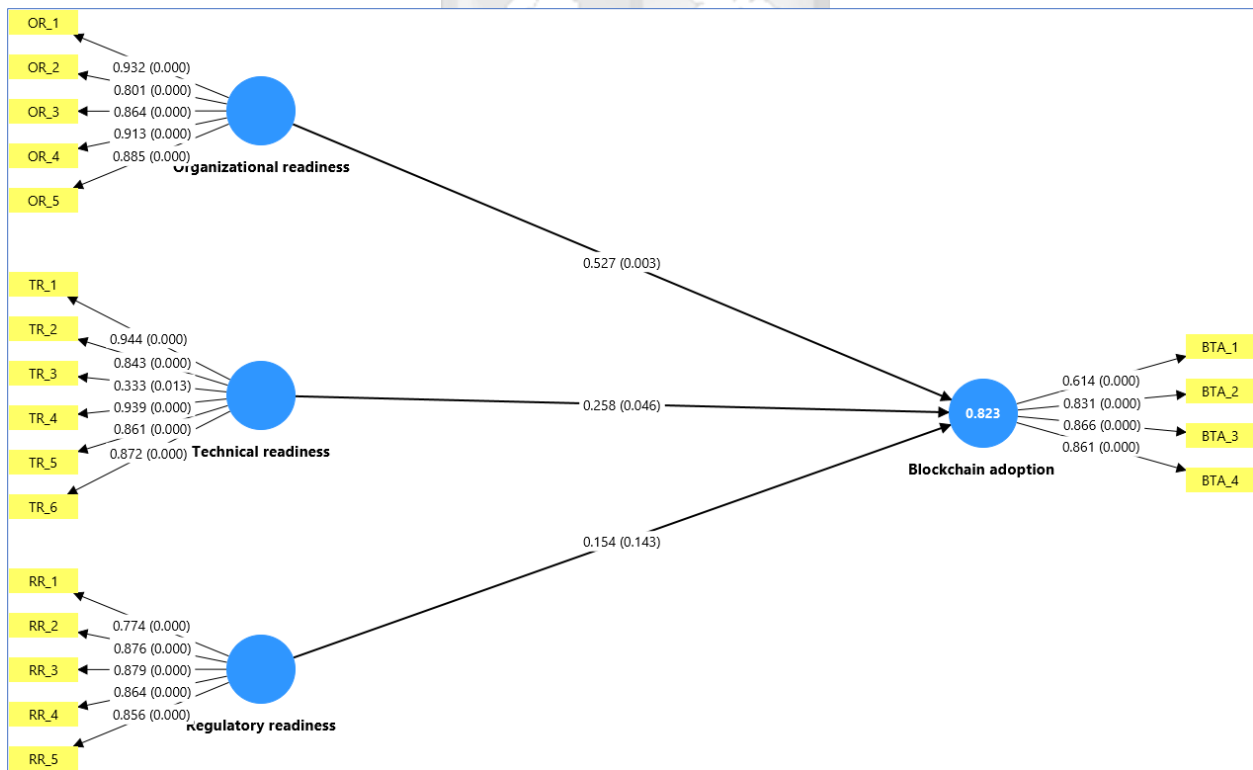 OR_1
OR_2
OR_3
OR_4
OR_5
0.932 (0.000)
0.801 (0.000)
0.864 (0.000)
0.913 (0.000)
0.885 (0.000)
Organizational readiness
0.527 (0.003)
TR_1
TR_2
TR_3
TR_4
TR_5
TR_6
0.944 (0.000)
0.843 (0.000)
0.333 (0.013)
0.939 (0.000)
0.861 (0.000)
0.872 (0.000)
Technical readiness
0.258 (0.046)
0.823
Blockchain adoption
0.614 (0.000)
0.831 (0.000)
0.866 (0.000)
0.861 (0.000)
BTA_1
BTA_2
BTA_3
BTA_4
0.154 (0.143)
RR_1
RR_2
RR_3
RR_4
RR_5
0.774 (0.000)
0.876 (0.000)
0.879 (0.000)
0.864 (0.000)
0.856 (0.000)
Regulatory readiness